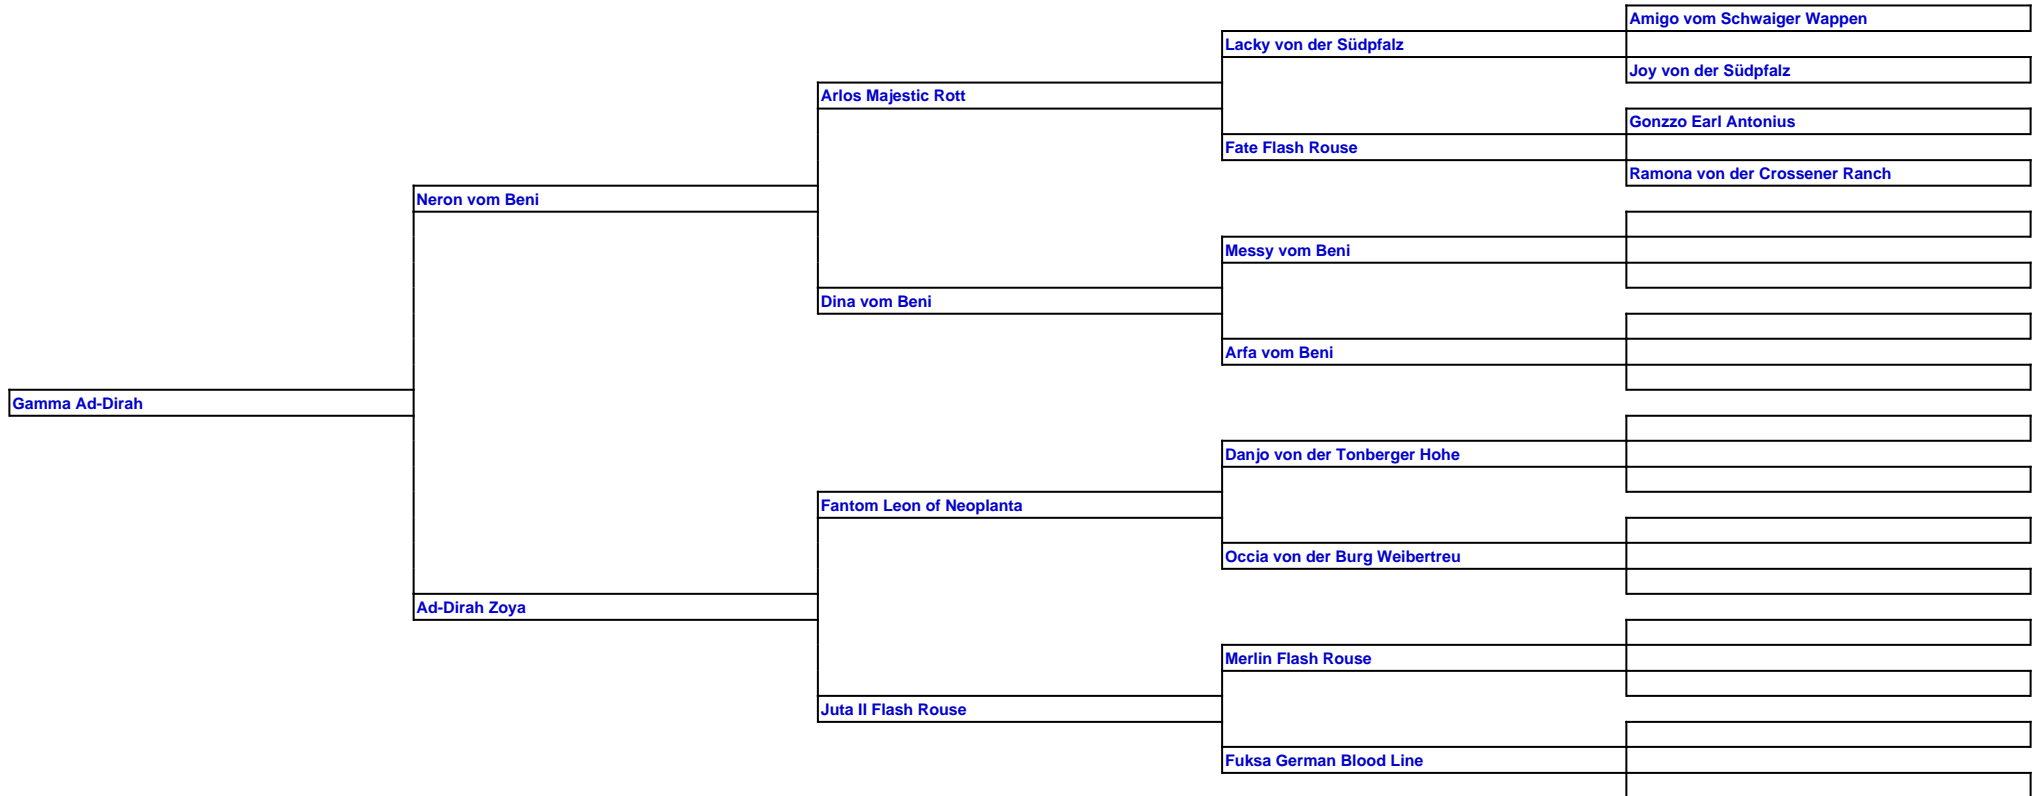 Amigo vom Schwaiger Wappen
Lacky von der Südpfalz
Joy von der Südpfalz
Arlos Majestic Rott
Gonzzo Earl Antonius
Fate Flash Rouse
Ramona von der Crossener Ranch
Neron vom Beni
Messy vom Beni
Dina vom Beni
Arfa vom Beni
Gamma Ad-Dirah
Danjo von der Tonberger Hohe
Fantom Leon of Neoplanta
Occia von der Burg Weibertreu
Ad-Dirah Zoya
Merlin Flash Rouse
Juta II Flash Rouse
Fuksa German Blood Line